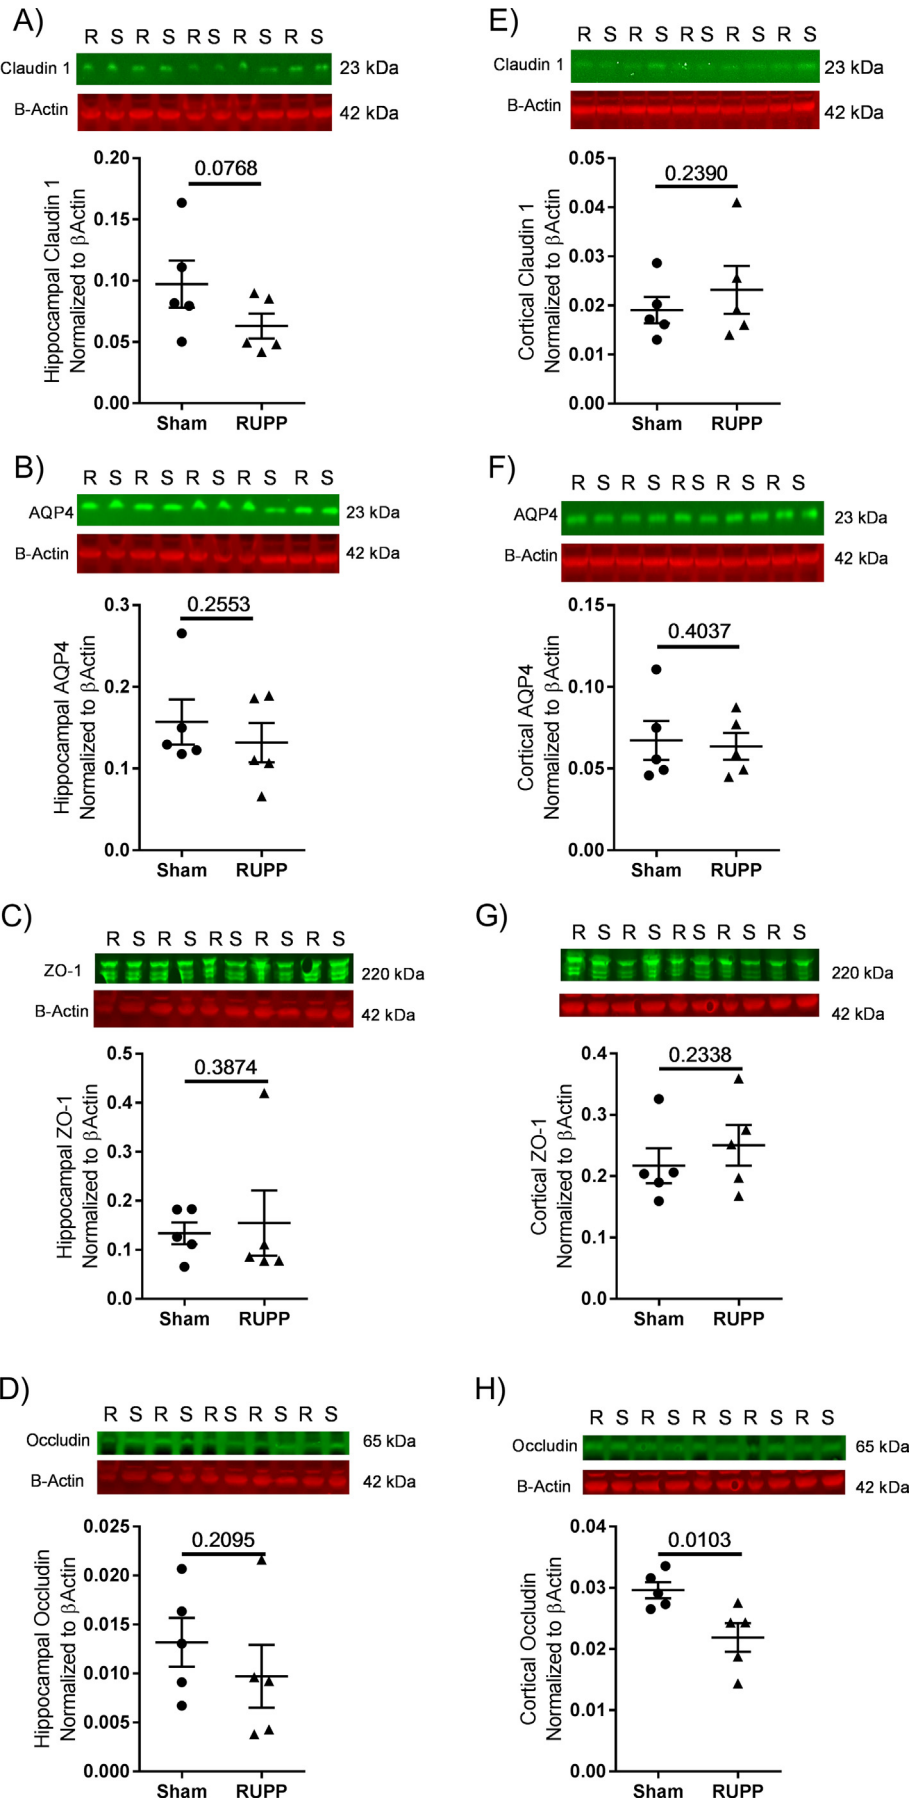 A)
R S R S R S R S R S
Claudin 1
23 kDa
B-Actin
42 kDa
Hippocampal Claudin 1
Normalized to βActin
0.20
0.15
0.10
0.05
0.00
0.0768
Sham RUPP
E)
R S R S R S R S R S
Claudin 1
23 kDa
B-Actin
42 kDa
Cortical Claudin 1
Normalized to βActin
0.05
0.04
0.03
0.02
0.01
0.00
0.2390
Sham RUPP
B)
R S R S R S R S R S
AQP4
23 kDa
B-Actin
42 kDa
Hippocampal AQP4
Normalized to βActin
0.3
0.2
0.1
0.0
0.2553
Sham RUPP
F)
R S R S R S R S R S
AQP4
23 kDa
B-Actin
42 kDa
Cortical AQP4
Normalized to βActin
0.15
0.10
0.05
0.00
0.4037
Sham RUPP
C)
R S R S R S R S R S
ZO-1
220 kDa
B-Actin
42 kDa
Hippocampal ZO-1
Normalized to βActin
0.5
0.4
0.3
0.2
0.1
0.0
0.3874
Sham RUPP
G)
R S R S R S R S R S
220 kDa
42 kDa
Cortical ZO-1
Normalized to βActin
0.4
0.3
0.2
0.1
0.0
0.2338
Sham RUPP
D)
R S R S R S R S R S
Occludin
65 kDa
B-Actin
42 kDa
Hippocampal Occludin
Normalized to βActin
0.025
0.020
0.015
0.010
0.005
0.000
0.2095
Sham RUPP
H)
R S R S R S R S R S
Occludin
65 kDa
B-Actin
42 kDa
Cortical Occludin
Normalized to βActin
0.04
0.03
0.02
0.01
0.00
0.0103
Sham RUPP